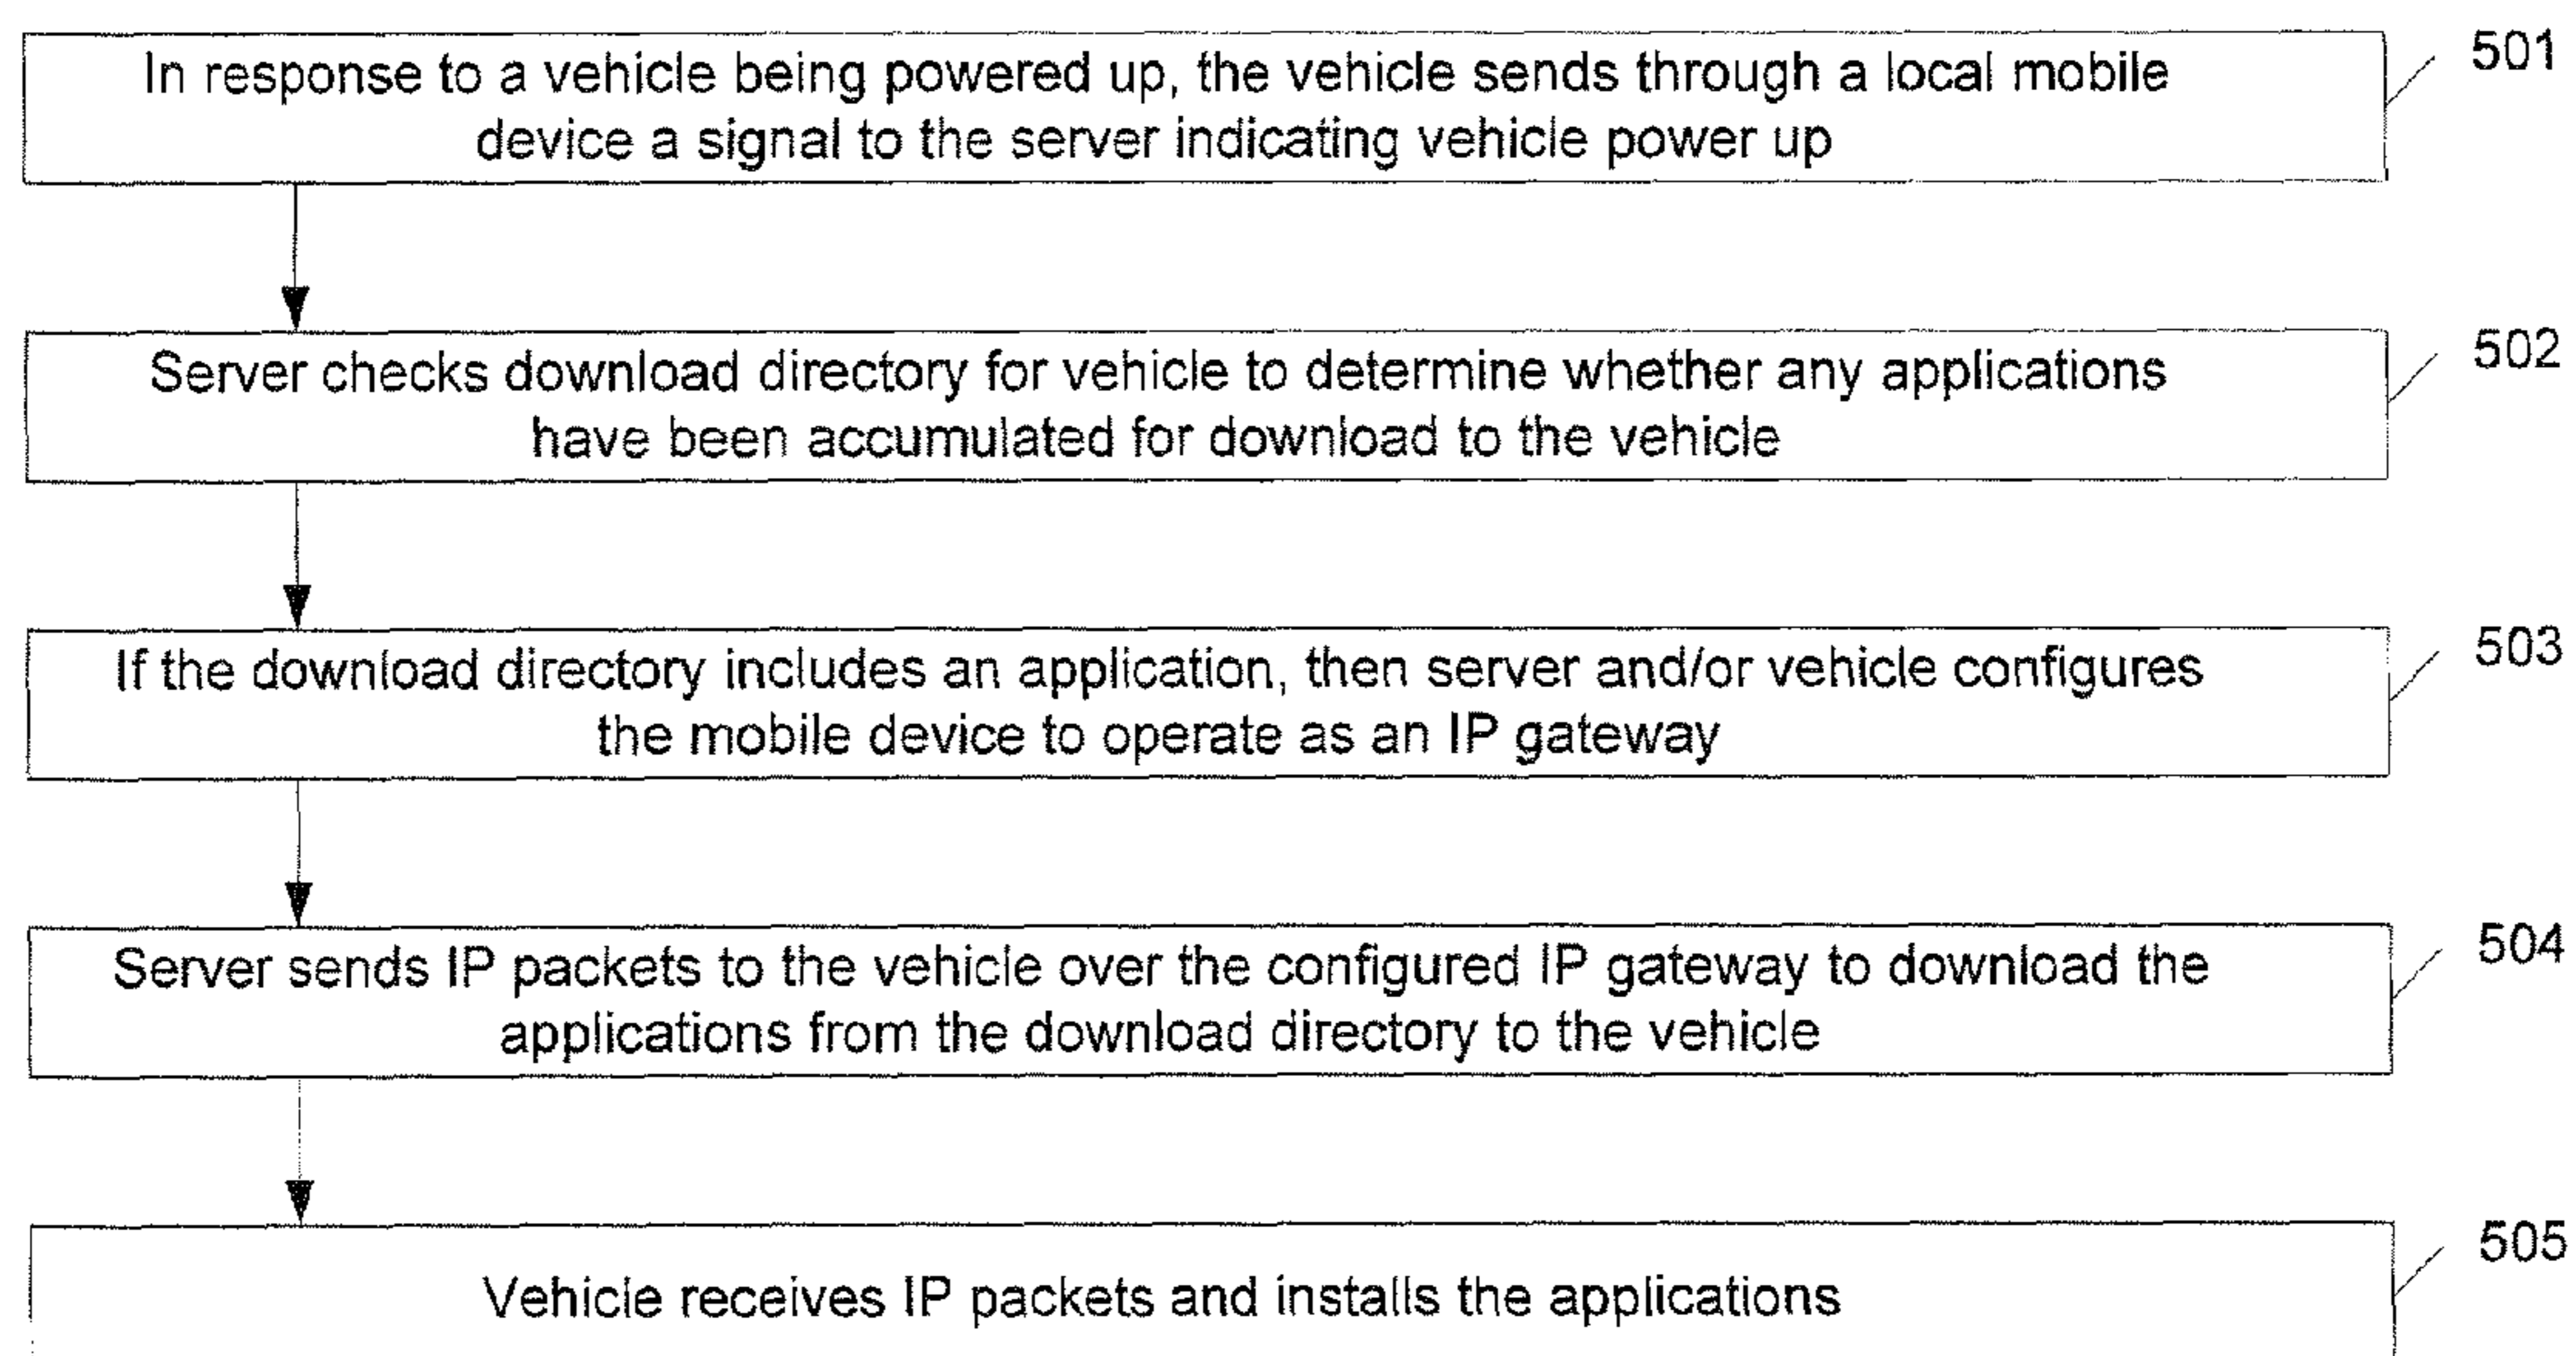 In response to a vehicle being powered up, the vehicle sends through a local mobile
device a signal to the server indicating vehicle power up
501
Server checks download directory for vehicle to determine whether any applications
have been accumulated for download to the vehicle
502
If the download directory includes an application, then server and/or vehicle configures
the mobile device to operate as an IP gateway
503
Server sends IP packets to the vehicle over the configured IP gateway to download the
applications from the download directory to the vehicle
504
Vehicle receives IP packets and installs the applications
505